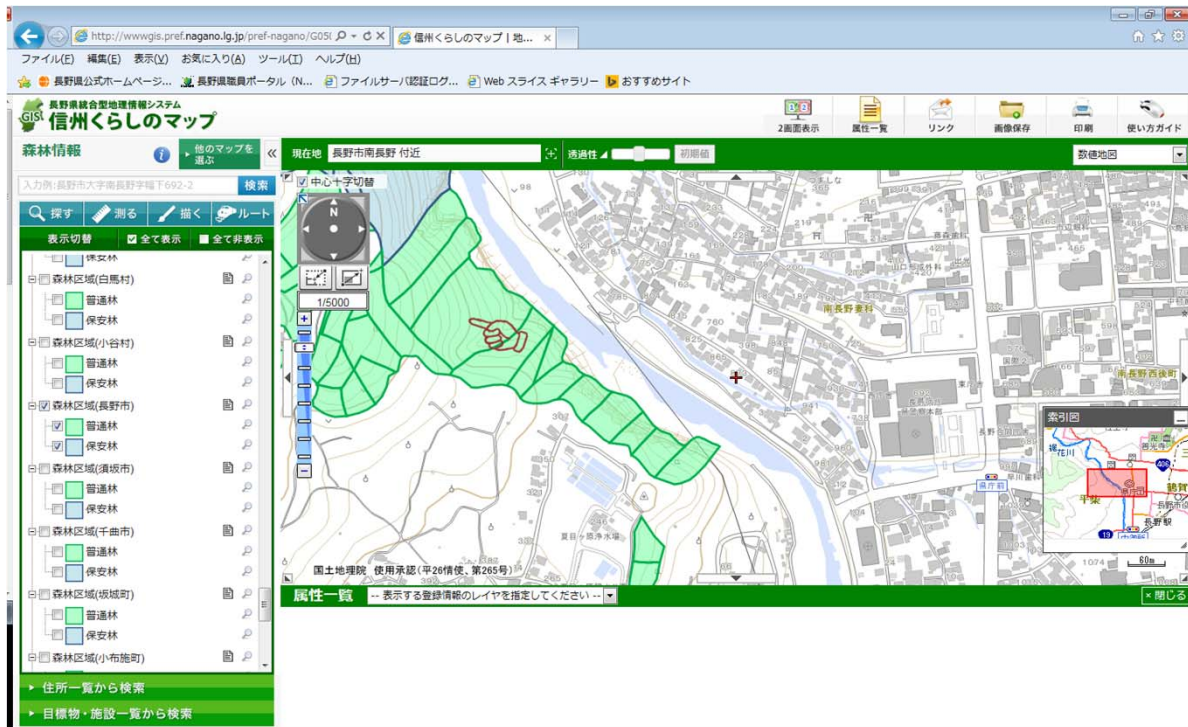 http://wwwgis.pref.nagano.lg.jp/pref-nagano/G050
信州くらしのマップ | 地...
ファイル(F) 編集(E) 表示(V) お気に入り(A) ツール(T) ヘルプ(H)
長野県公式ホームページ... 長野県職員ポータル (N... ファイルサーバ認証ログ... Web スライス ギャラリー おすすめサイト
長野県統合型地理情報システム
GIS 信州くらしのマップ
2画面表示 属性一覧 リンク 画像保存 印刷 使い方ガイド
森林情報
他のマップを選ぶ
現在地 長野市南長野 付近
透過性
初期値
数値地図
入力例:長野市大字南長野字幅下692-2 検索
探す 測る 描く ルート
表示切替 全て表示 全て非表示
保安林
森林区域(白馬村)
普通林
保安林
森林区域(小谷村)
普通林
保安林
森林区域(長野市)
普通林
保安林
森林区域(須坂市)
普通林
保安林
森林区域(千曲市)
普通林
保安林
森林区域(坂城町)
普通林
保安林
森林区域(小布施町)
住所一覧から検索
目標物・施設一覧から検索
中心十字切替
N
1/5000
南長野妻科
南長野西後町
県庁前
夏目ヶ原浄水場
国土地理院 使用承認(平26情使、第265号)
索引図
裾花川
平柴
長野駅
406
19
60m
属性一覧 -- 表示する登録情報のレイヤを指定してください --
×閉じる